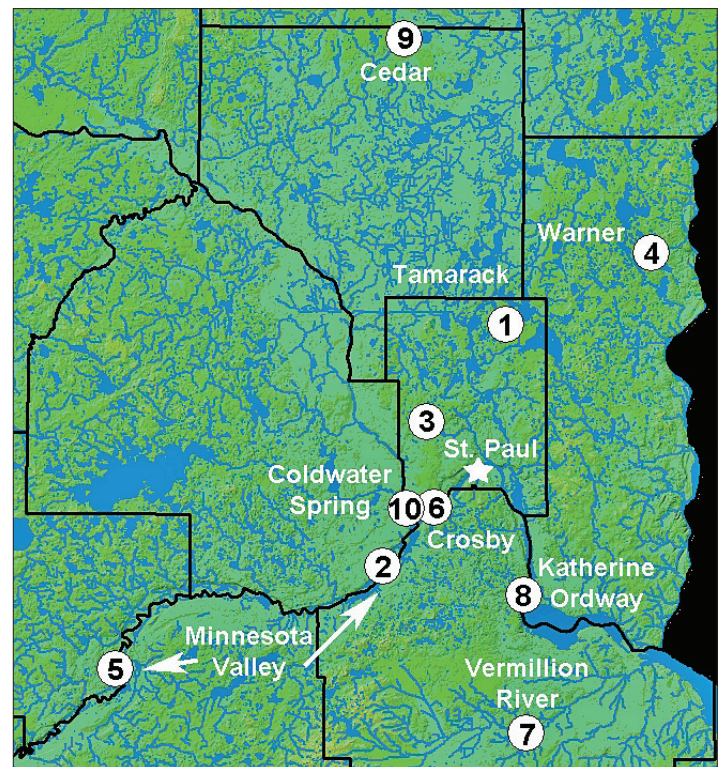 9
Cedar
Warner
4
Tamarack
1
3
St. Paul
Coldwater
Spring
10
6
Crosby
2
Katherine
Ordway
8
Minnesota
Valley
5
Vermillion
River
7